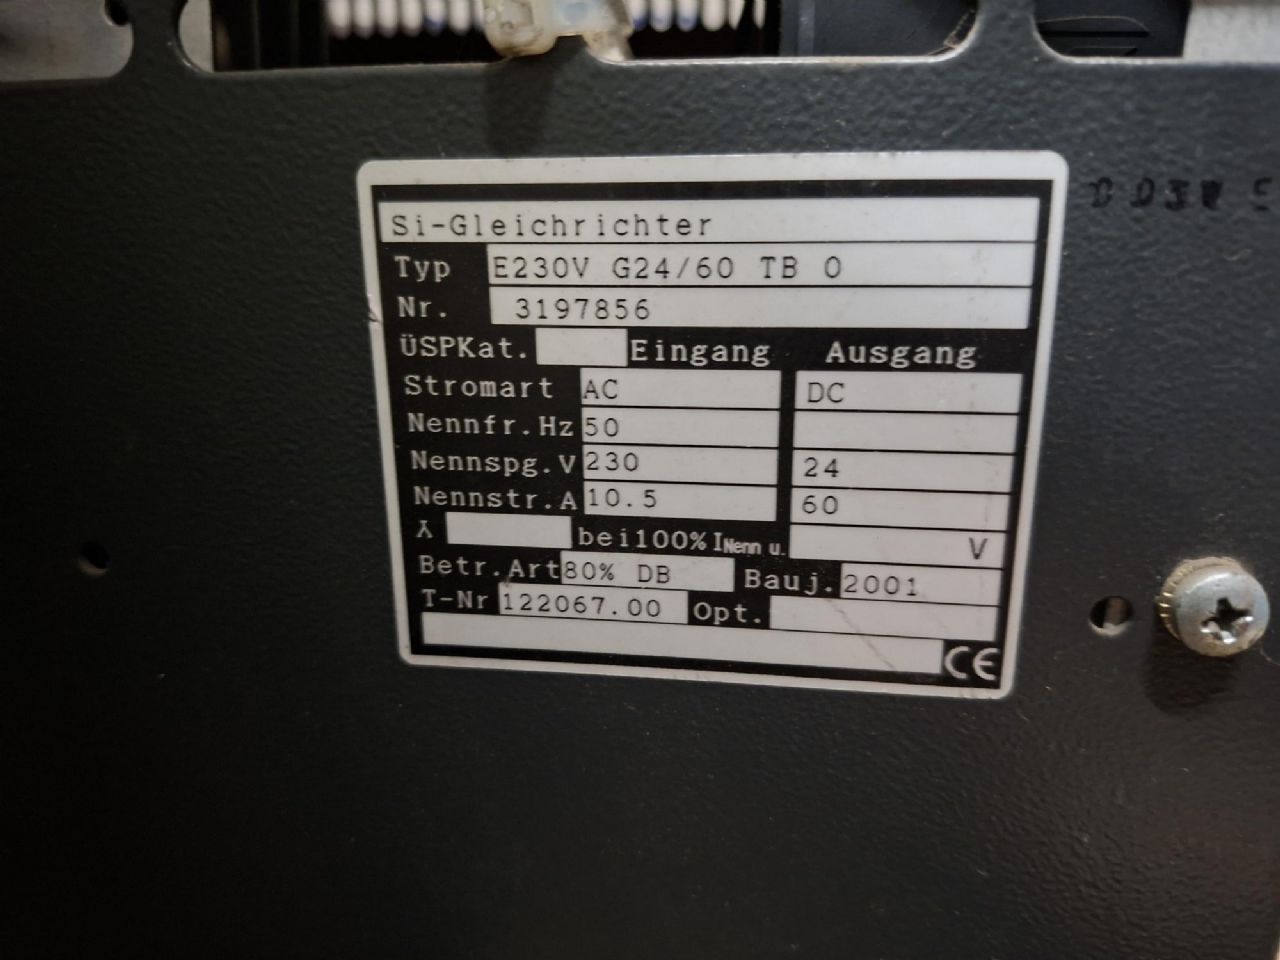 Si-Gleichrichter
Typ E230V G24/60 TB 0
Nr. 3197856
ÜSPKat. Eingang Ausgang
Stromart AC DC
Nennfr.Hz 50
Nennspg.V 230 24
Nennstr.A 10.5 60
λ bei100% INenn u. V
Betr.Art 80% DB Bauj. 2001
T-Nr 122067.00 Opt.
CE